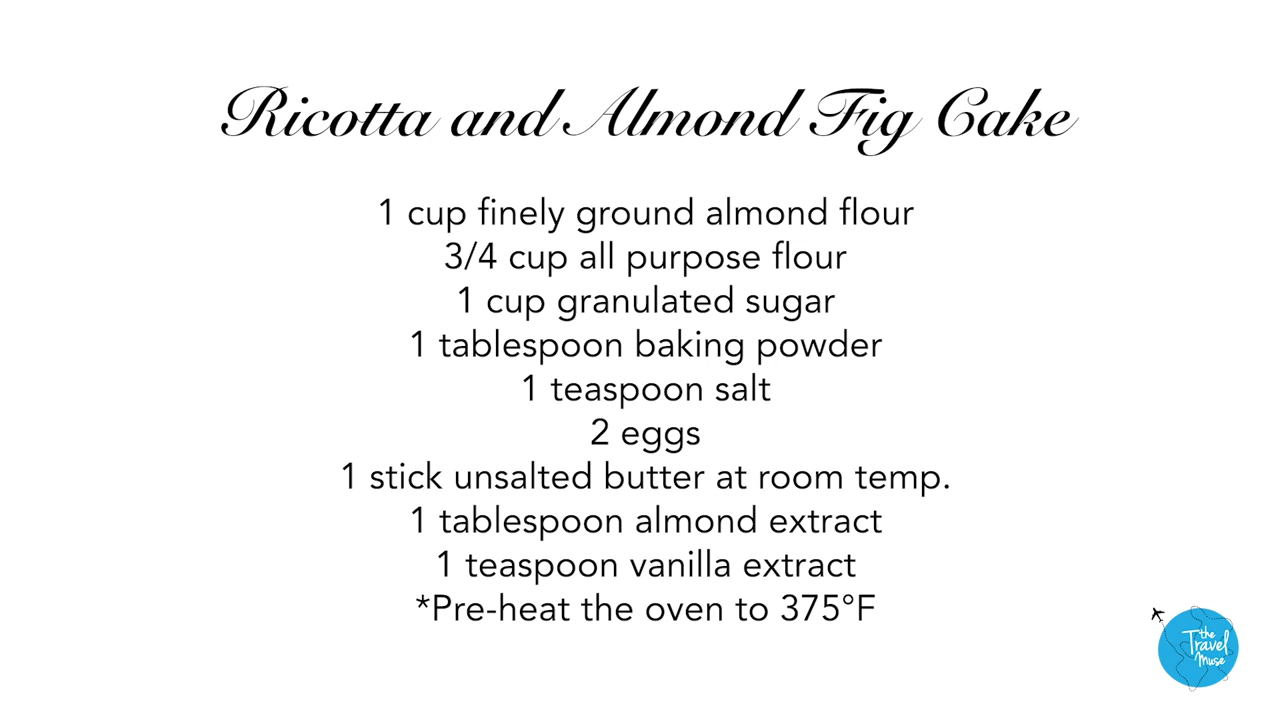 Ricotta and Almond Fig Cake
1 cup finely ground almond flour
3/4 cup all purpose flour
1 cup granulated sugar
1 tablespoon baking powder
1 teaspoon salt
2 eggs
1 stick unsalted butter at room temp.
1 tablespoon almond extract
1 teaspoon vanilla extract
*Pre-heat the oven to 375°F
the
Travel
Muse